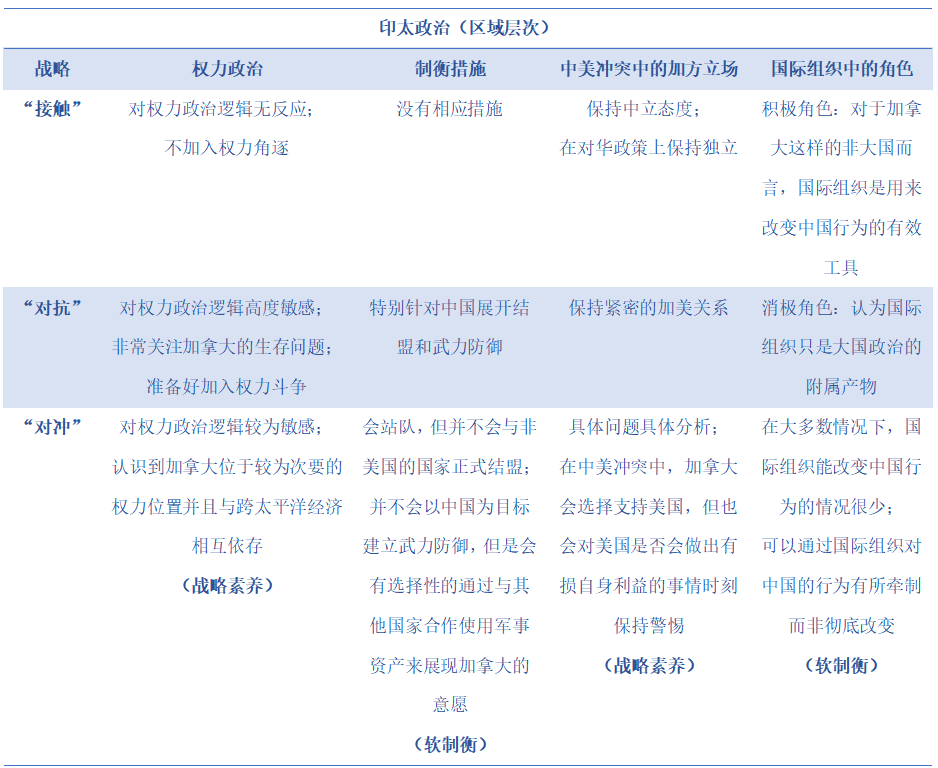 印太政治（区域层次）
战略 权力政治 制衡措施 中美冲突中的加方立场 国际组织中的角色
“接触” 对权力政治逻辑无反应； 没有相应措施 保持中立态度； 积极角色：对于加拿
不加入权力角逐 在对华政策上保持独立 大这样的非大国而
言，国际组织是用来
改变中国行为的有效
工具
“对抗” 对权力政治逻辑高度敏感； 特别针对中国展开结 保持紧密的加美关系 消极角色：认为国际
非常关注加拿大的生存问题； 盟和武力防御 组织只是大国政治的
准备好加入权力斗争 附属产物
“对冲” 对权力政治逻辑较为敏感； 会站队，但并不会与非 具体问题具体分析； 在大多数情况下，国
认识到加拿大位于较为次要的 美国的国家正式结盟； 在中美冲突中，加拿大 际组织能改变中国行
权力位置并且与跨太平洋经济 并不会以中国为目标 会选择支持美国，但也 为的情况很少；
相互依存 建立武力防御，但是会 会对美国是否会做出有 可以通过国际组织对
（战略素养） 有选择性的通过与其 损自身利益的事情时刻 中国的行为有所牵制
他国家合作使用军事 保持警惕 而非彻底改变
资产来展现加拿大的 （战略素养） （软制衡）
意愿
（软制衡）